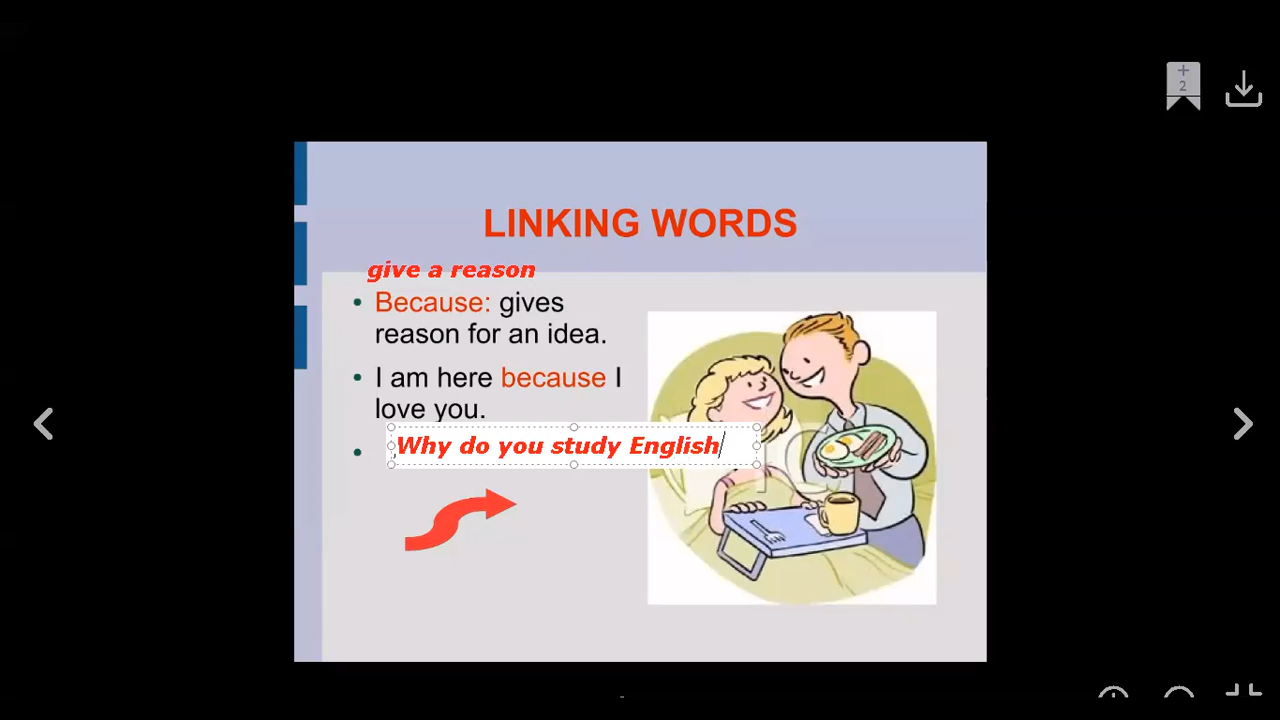 +
2
LINKING WORDS
give a reason
• Because: gives
reason for an idea.
• I am here because I
love you.
• Why do you study English